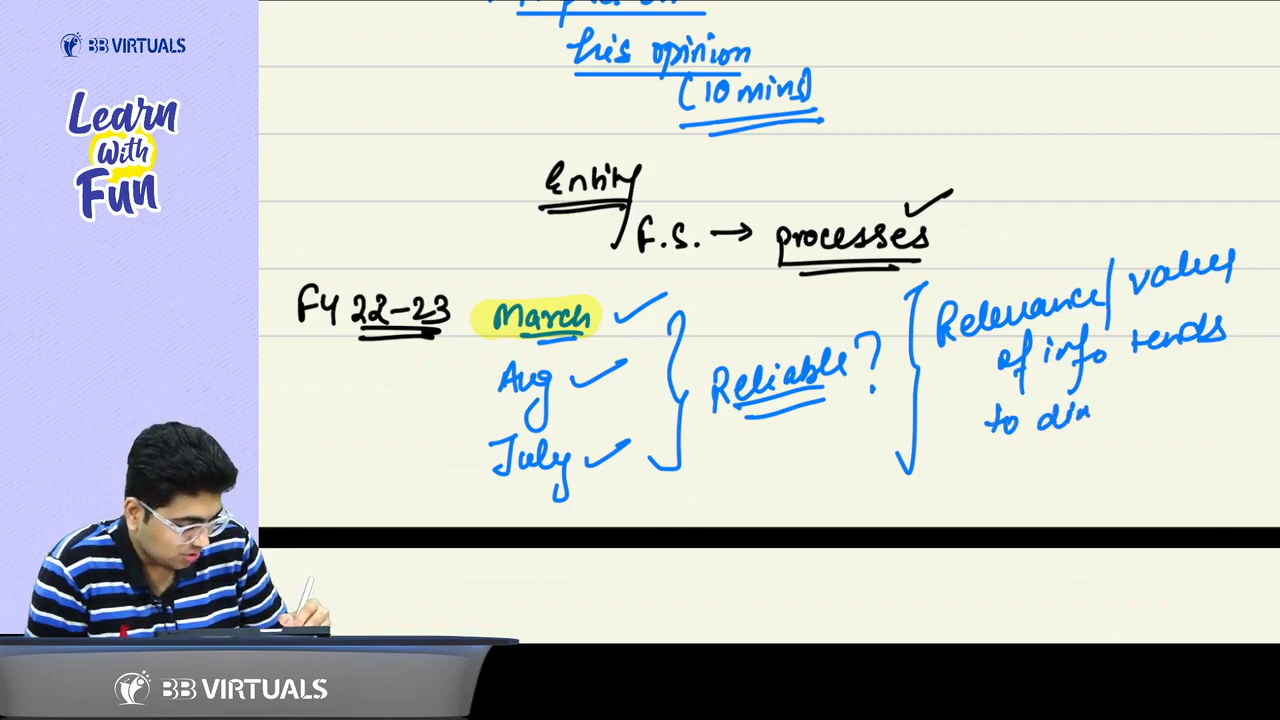 BB VIRTUALS
Learn
With
Fun
his opinion
(10 mins)
Entity
F.S. → processes ✓
FY 22-23 March ✓
Aug ✓
July ✓
Reliable?
Relevance/value
of info tends
to dim
BB VIRTUALS